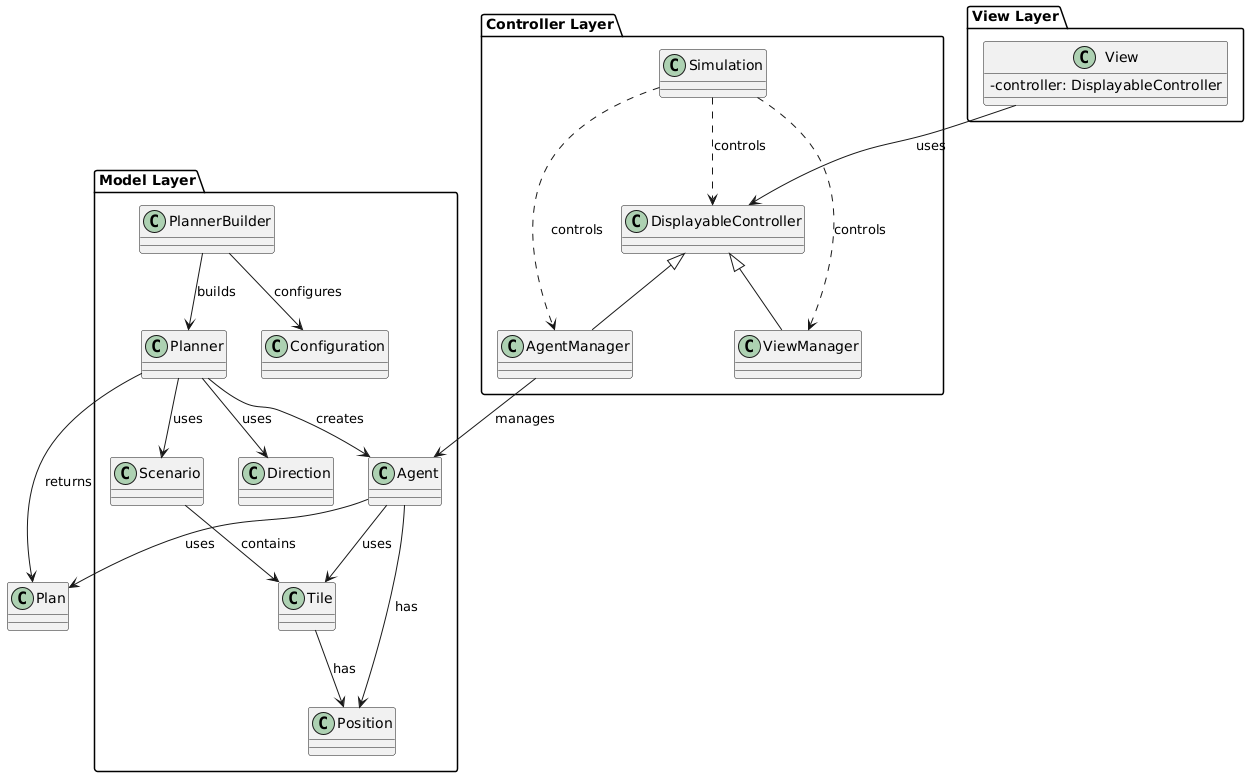 Controller Layer
View Layer
C Simulation
C View
-controller: DisplayableController
controls
uses
Model Layer
C PlannerBuilder
C DisplayableController
controls
controls
builds
configures
C Planner
C Configuration
C AgentManager
C ViewManager
uses
uses
creates
manages
C Scenario
C Direction
C Agent
returns
uses
contains
uses
C Plan
C Tile
has
has
C Position